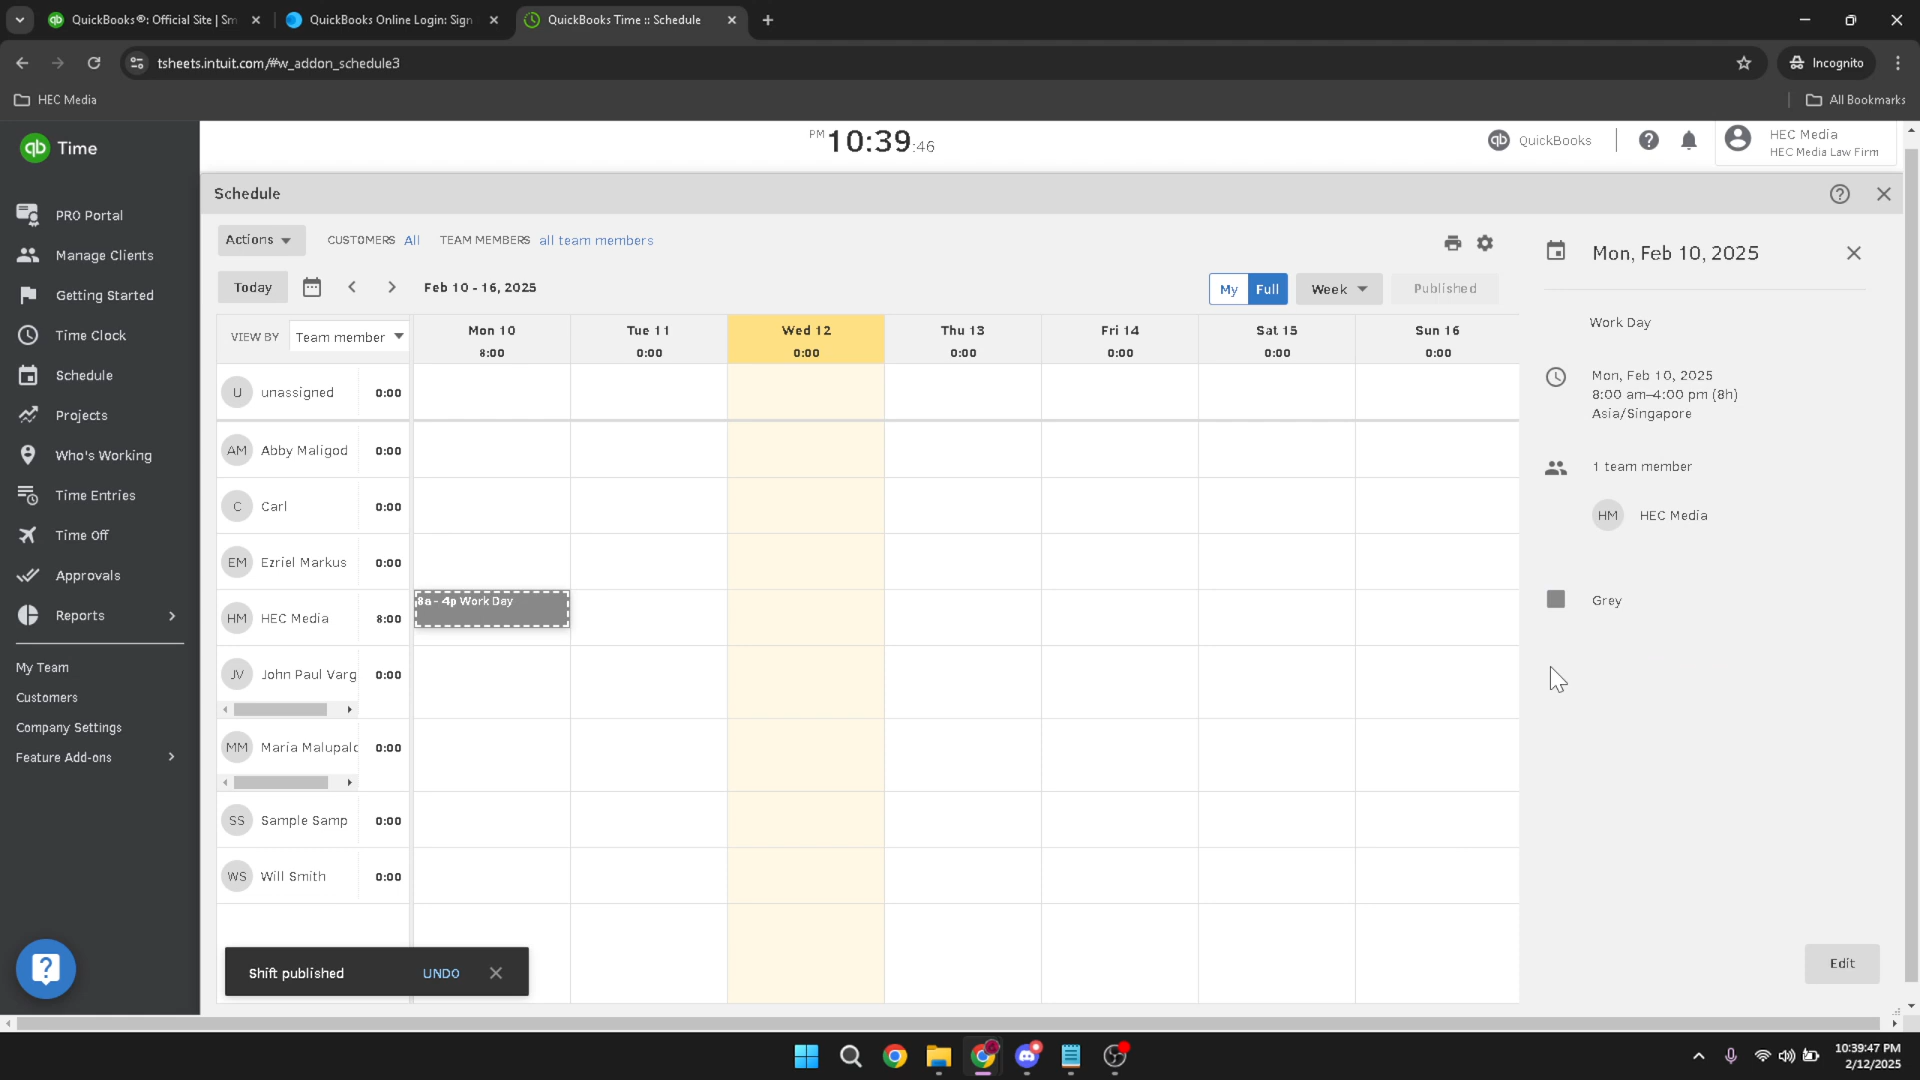 QuickBooks®: Official Site | Sm
QuickBooks Online Login: Sign
QuickBooks Time :: Schedule
tsheets.intuit.com/#w_addon_schedule3
Incognito
HEC Media
All Bookmarks
qb Time
PM 10:39:46
qb QuickBooks
HEC Media
HEC Media Law Firm
PRO Portal
Manage Clients
Getting Started
Time Clock
Schedule
Projects
Who's Working
Time Entries
Time Off
Approvals
Reports
My Team
Customers
Company Settings
Feature Add-ons
Schedule
Actions
CUSTOMERS All
TEAM MEMBERS all team members
Today
Feb 10 - 16, 2025
My Full
Week
Published
VIEW BY Team member
Mon 10 Tue 11 Wed 12 Thu 13 Fri 14 Sat 15 Sun 16
8:00 0:00 0:00 0:00 0:00 0:00 0:00
U unassigned 0:00
AM Abby Maligod 0:00
C Carl 0:00
EM Ezriel Markus 0:00
HM HEC Media 8:00
8a - 4p Work Day
JV John Paul Varg 0:00
MM Maria Malupalc 0:00
SS Sample Samp 0:00
WS Will Smith 0:00
Shift published UNDO
Mon, Feb 10, 2025
Work Day
Mon, Feb 10, 2025
8:00 am–4:00 pm (8h)
Asia/Singapore
1 team member
HM HEC Media
Grey
Edit
10:39:47 PM
2/12/2025